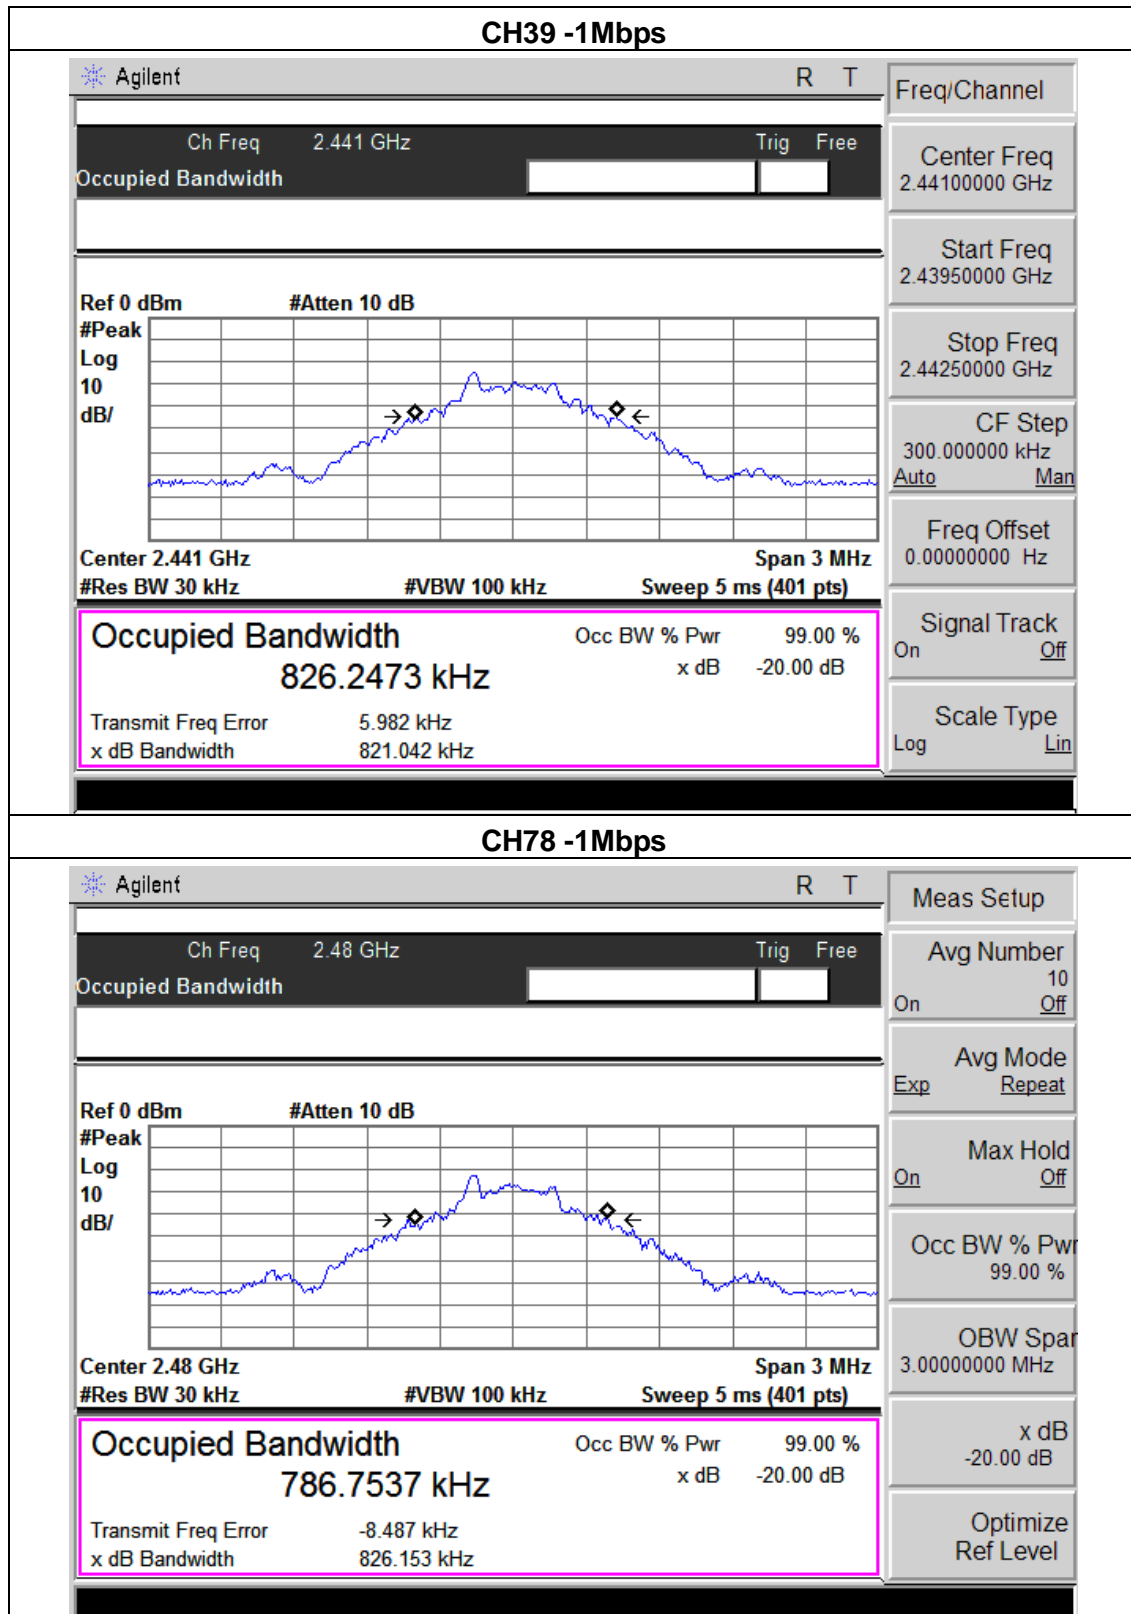 CH39 -1Mbps
Agilent R T
Freq/Channel
Ch Freq 2.441 GHz Trig Free
Occupied Bandwidth
Center Freq
2.44100000 GHz
Start Freq
2.43950000 GHz
Stop Freq
2.44250000 GHz
CF Step
300.000000 kHz
Auto Man
Freq Offset
0.00000000 Hz
Signal Track
On Off
Scale Type
Log Lin
Ref 0 dBm #Atten 10 dB
#Peak
Log
10
dB/
Center 2.441 GHz Span 3 MHz
#Res BW 30 kHz #VBW 100 kHz Sweep 5 ms (401 pts)
Occupied Bandwidth Occ BW % Pwr 99.00 %
826.2473 kHz x dB -20.00 dB
Transmit Freq Error 5.982 kHz
x dB Bandwidth 821.042 kHz
CH78 -1Mbps
Agilent R T
Meas Setup
Ch Freq 2.48 GHz Trig Free
Occupied Bandwidth
Avg Number
10
On Off
Avg Mode
Exp Repeat
Max Hold
On Off
Occ BW % Pwr
99.00 %
OBW Span
3.00000000 MHz
x dB
-20.00 dB
Optimize
Ref Level
Ref 0 dBm #Atten 10 dB
#Peak
Log
10
dB/
Center 2.48 GHz Span 3 MHz
#Res BW 30 kHz #VBW 100 kHz Sweep 5 ms (401 pts)
Occupied Bandwidth Occ BW % Pwr 99.00 %
786.7537 kHz x dB -20.00 dB
Transmit Freq Error -8.487 kHz
x dB Bandwidth 826.153 kHz